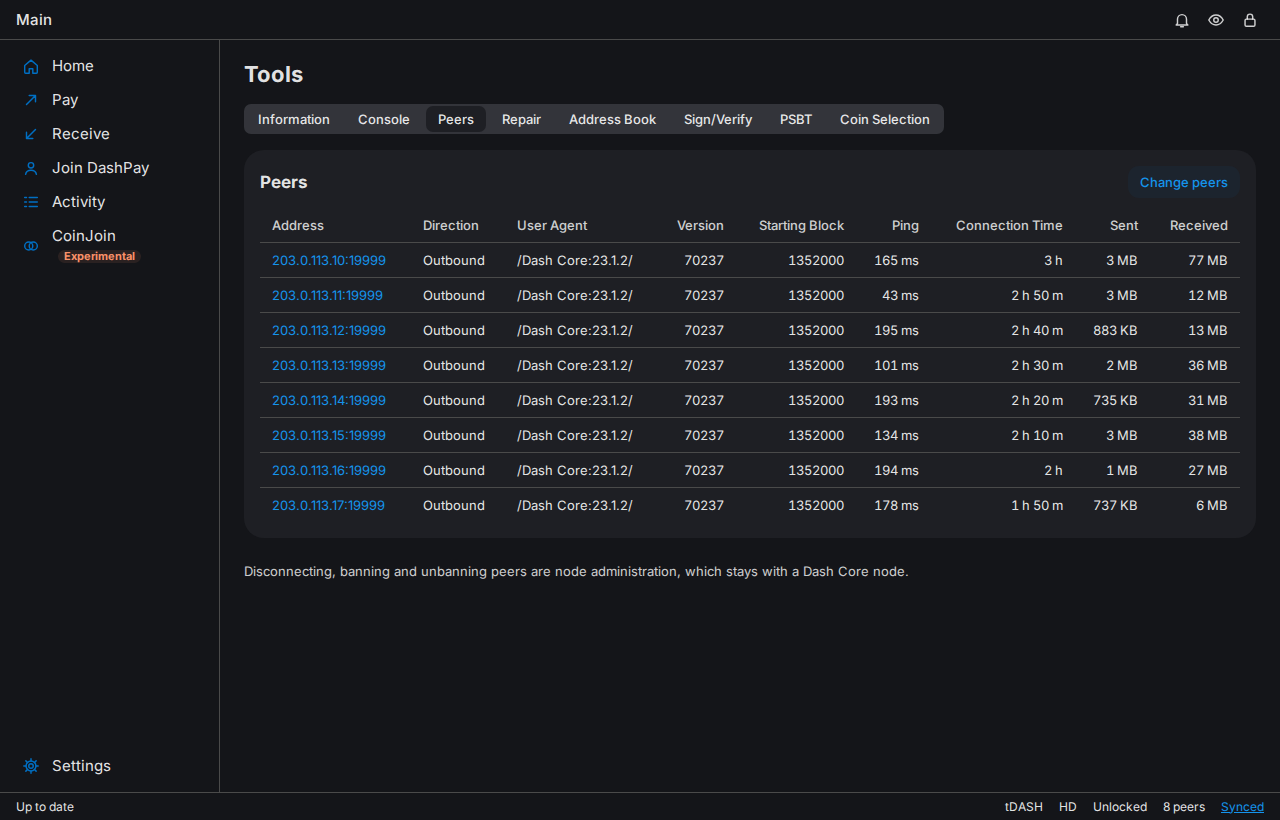 Main
Home
Pay
Receive
Join DashPay
Activity
CoinJoin
Experimental
Settings
Tools
Information Console Peers Repair Address Book Sign/Verify PSBT Coin Selection
Peers Change peers
Address Direction User Agent Version Starting Block Ping Connection Time Sent Received
203.0.113.10:19999 Outbound /Dash Core:23.1.2/ 70237 1352000 165 ms 3 h 3 MB 77 MB
203.0.113.11:19999 Outbound /Dash Core:23.1.2/ 70237 1352000 43 ms 2 h 50 m 3 MB 12 MB
203.0.113.12:19999 Outbound /Dash Core:23.1.2/ 70237 1352000 195 ms 2 h 40 m 883 KB 13 MB
203.0.113.13:19999 Outbound /Dash Core:23.1.2/ 70237 1352000 101 ms 2 h 30 m 2 MB 36 MB
203.0.113.14:19999 Outbound /Dash Core:23.1.2/ 70237 1352000 193 ms 2 h 20 m 735 KB 31 MB
203.0.113.15:19999 Outbound /Dash Core:23.1.2/ 70237 1352000 134 ms 2 h 10 m 3 MB 38 MB
203.0.113.16:19999 Outbound /Dash Core:23.1.2/ 70237 1352000 194 ms 2 h 1 MB 27 MB
203.0.113.17:19999 Outbound /Dash Core:23.1.2/ 70237 1352000 178 ms 1 h 50 m 737 KB 6 MB
Disconnecting, banning and unbanning peers are node administration, which stays with a Dash Core node.
Up to date tDASH HD Unlocked 8 peers Synced